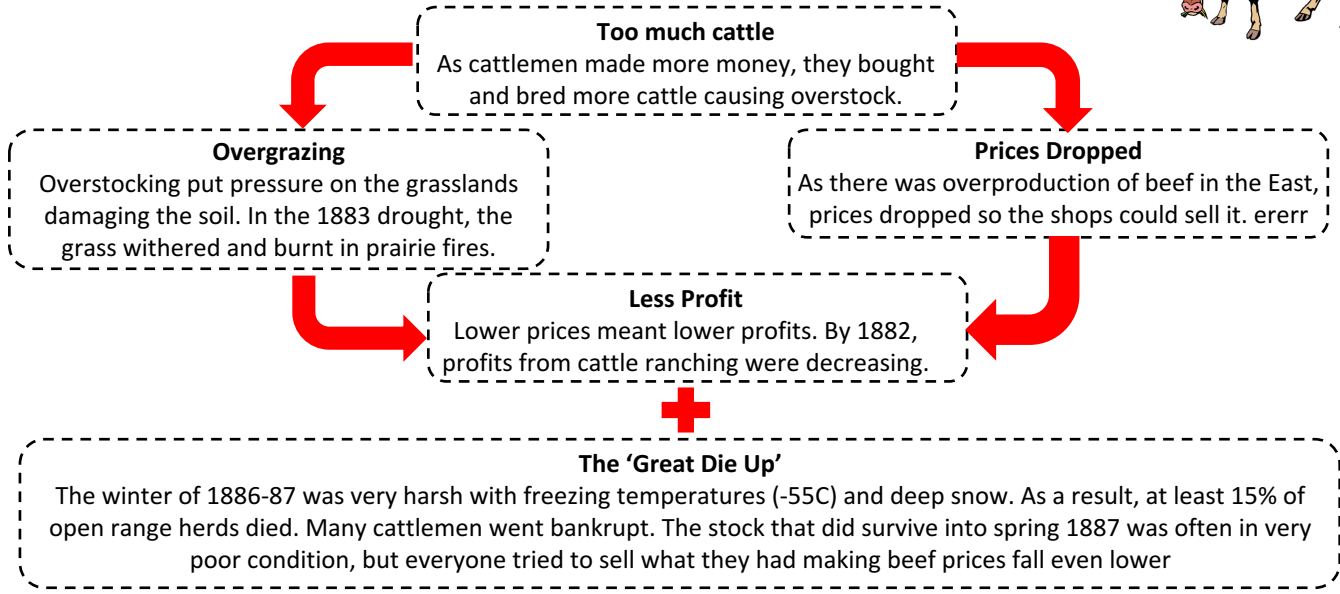 Too much cattle
As cattlemen made more money, they bought
and bred more cattle causing overstock.
Overgrazing
Overstocking put pressure on the grasslands
damaging the soil. In the 1883 drought, the
grass withered and burnt in prairie fires.
Prices Dropped
As there was overproduction of beef in the East,
prices dropped so the shops could sell it. ererr
Less Profit
Lower prices meant lower profits. By 1882,
profits from cattle ranching were decreasing.
The ‘Great Die Up’
The winter of 1886-87 was very harsh with freezing temperatures (-55C) and deep snow. As a result, at least 15% of
open range herds died. Many cattlemen went bankrupt. The stock that did survive into spring 1887 was often in very
poor condition, but everyone tried to sell what they had making beef prices fall even lower